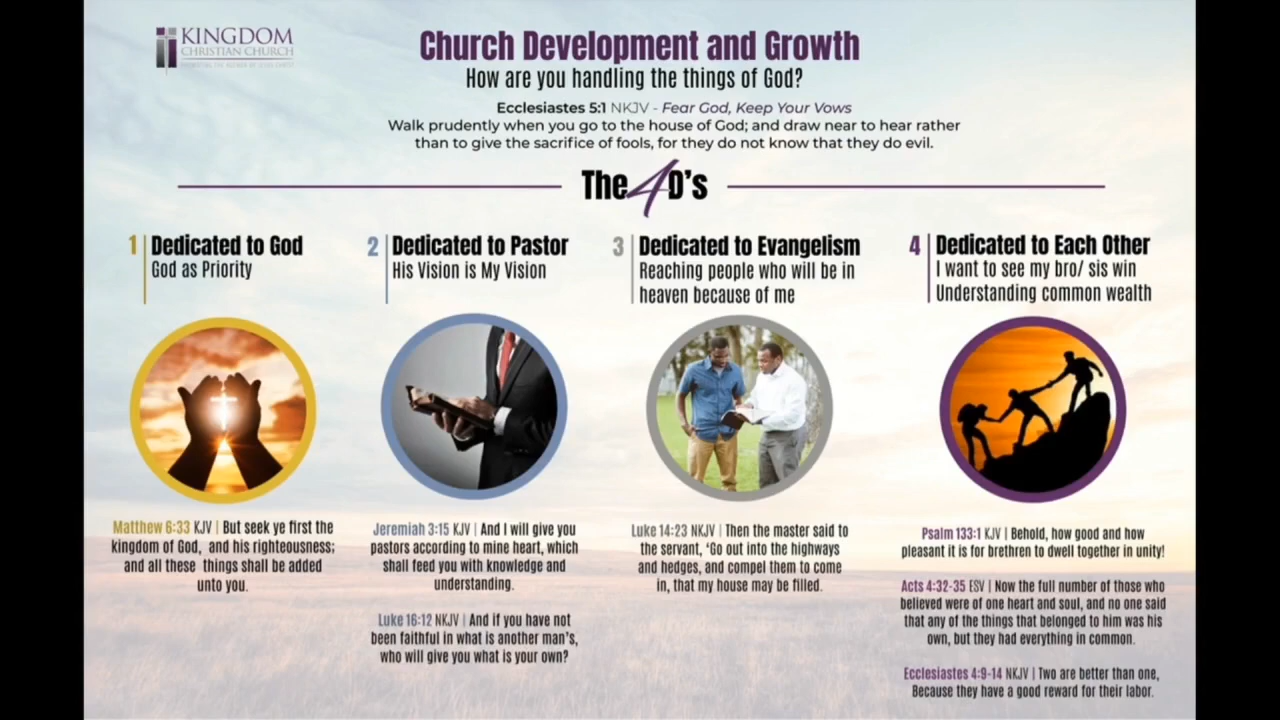 KINGDOM
CHRISTIAN CHURCH
Church Development and Growth
How are you handling the things of God?
Ecclesiastes 5:1 NKJV - Fear God, Keep Your Vows
Walk prudently when you go to the house of God; and draw near to hear rather
than to give the sacrifice of fools, for they do not know that they do evil.
The 4 D's
1 Dedicated to God
God as Priority
2 Dedicated to Pastor
His Vision is My Vision
3 Dedicated to Evangelism
Reaching people who will be in
heaven because of me
4 Dedicated to Each Other
I want to see my bro/ sis win
Understanding common wealth
Matthew 6:33 KJV | But seek ye first the
kingdom of God, and his righteousness;
and all these things shall be added
unto you.
Jeremiah 3:15 KJV | And I will give you
pastors according to mine heart, which
shall feed you with knowledge and
understanding.
Luke 16:12 NKJV | And if you have not
been faithful in what is another man's,
who will give you what is your own?
Luke 14:23 NKJV | Then the master said to
the servant, ‘Go out into the highways
and hedges, and compel them to come
in, that my house may be filled.
Psalm 133:1 KJV | Behold, how good and how
pleasant it is for brethren to dwell together in unity!
Acts 4:32-35 ESV | Now the full number of those who
believed were of one heart and soul, and no one said
that any of the things that belonged to him was his
own, but they had everything in common.
Ecclesiastes 4:9-14 NKJV | Two are better than one,
Because they have a good reward for their labor.